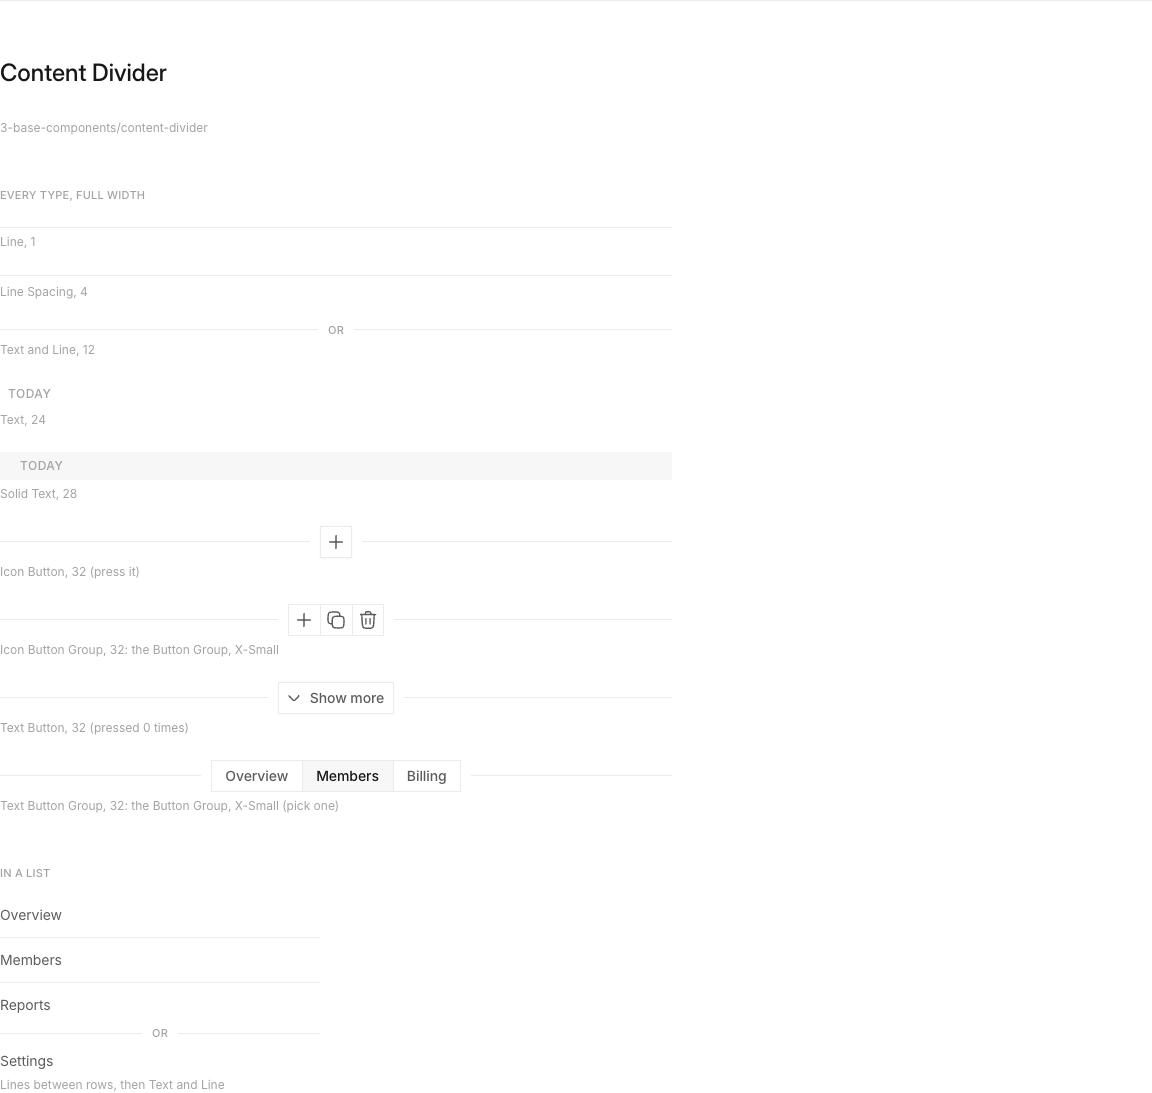 Content Divider
3-base-components/content-divider
EVERY TYPE, FULL WIDTH
Line, 1
Line Spacing, 4
OR
Text and Line, 12
TODAY
Text, 24
TODAY
Solid Text, 28
Icon Button, 32 (press it)
Icon Button Group, 32: the Button Group, X-Small
Show more
Text Button, 32 (pressed 0 times)
Overview Members Billing
Text Button Group, 32: the Button Group, X-Small (pick one)
IN A LIST
Overview
Members
Reports
OR
Settings
Lines between rows, then Text and Line